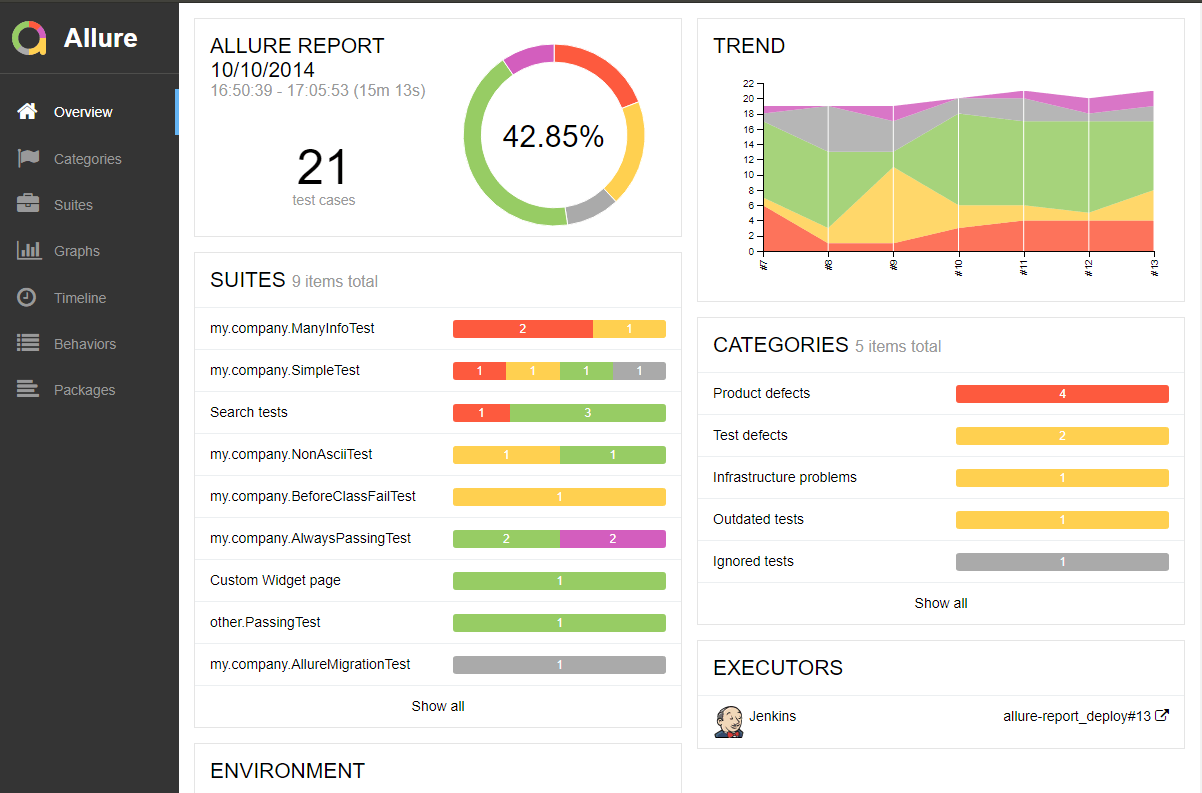 Allure
Overview
Categories
Suites
Graphs
Timeline
Behaviors
Packages
ALLURE REPORT
10/10/2014
16:50:39 - 17:05:53 (15m 13s)
21
test cases
42.85%
SUITES 9 items total
my.company.ManyInfoTest 2 1
my.company.SimpleTest 1 1 1 1
Search tests 1 3
my.company.NonAsciiTest 1 1
my.company.BeforeClassFailTest 1
my.company.AlwaysPassingTest 2 2
Custom Widget page 1
other.PassingTest 1
my.company.AllureMigrationTest 1
Show all
ENVIRONMENT
TREND
22
20
18
16
14
12
10
8
6
4
2
0
#7 #8 #9 #10 #11 #12 #13
CATEGORIES 5 items total
Product defects 4
Test defects 2
Infrastructure problems 1
Outdated tests 1
Ignored tests 1
Show all
EXECUTORS
Jenkins allure-report_deploy#13